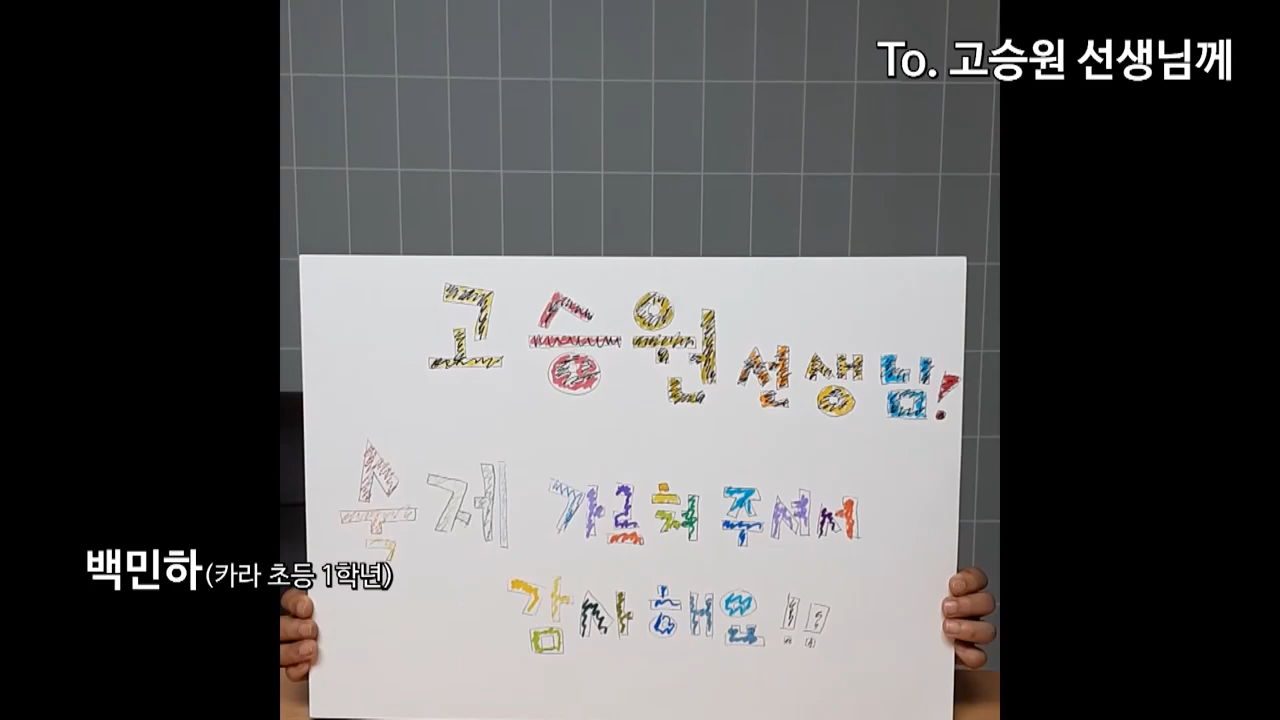 To. 고승원 선생님께
고승원 선생님!
숙제 가르쳐 주셔서
감사해요!!
백민하(카라 초등 1학년)